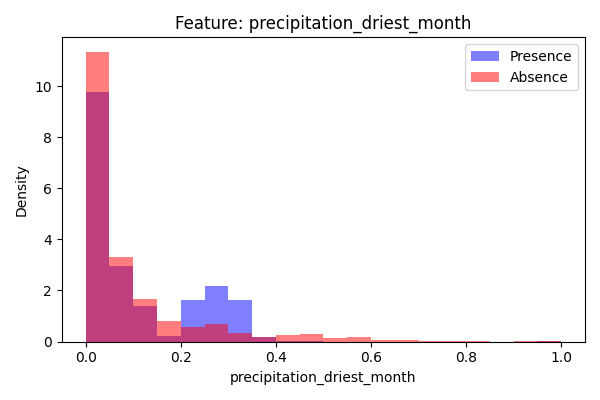 Feature: precipitation_driest_month
Presence
Absence
Density
10
8
6
4
2
0
0.0 0.2 0.4 0.6 0.8 1.0
precipitation_driest_month